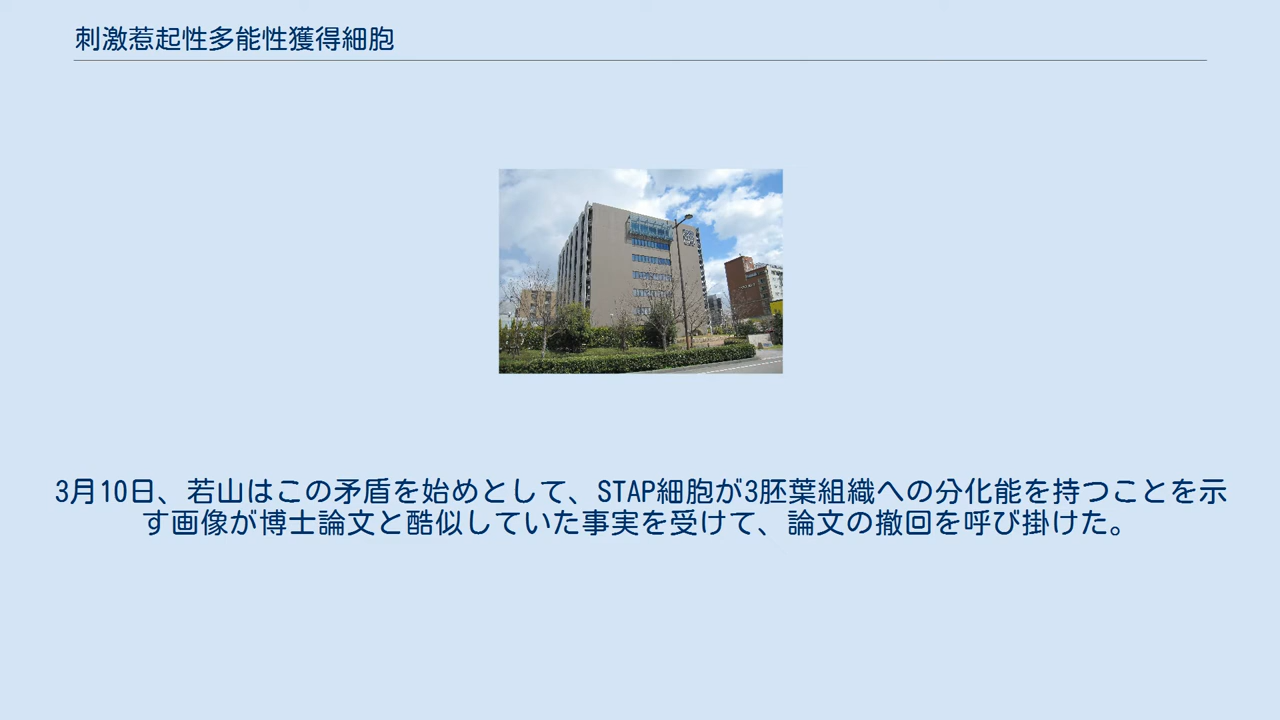 刺激惹起性多能性獲得細胞
3月10日、若山はこの矛盾を始めとして、STAP細胞が3胚葉組織への分化能を持つことを示
す画像が博士論文と酷似していた事実を受けて、論文の撤回を呼び掛けた。